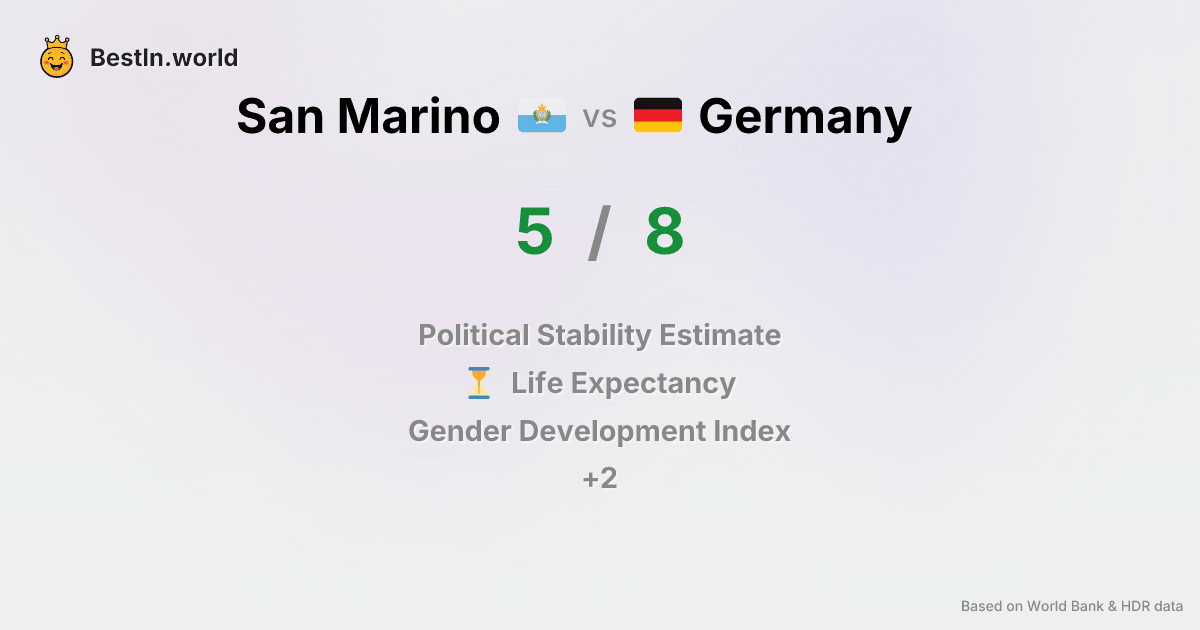 BestIn.world
San Marino vs Germany
5 / 8
Political Stability Estimate
Life Expectancy
Gender Development Index
+2
Based on World Bank & HDR data